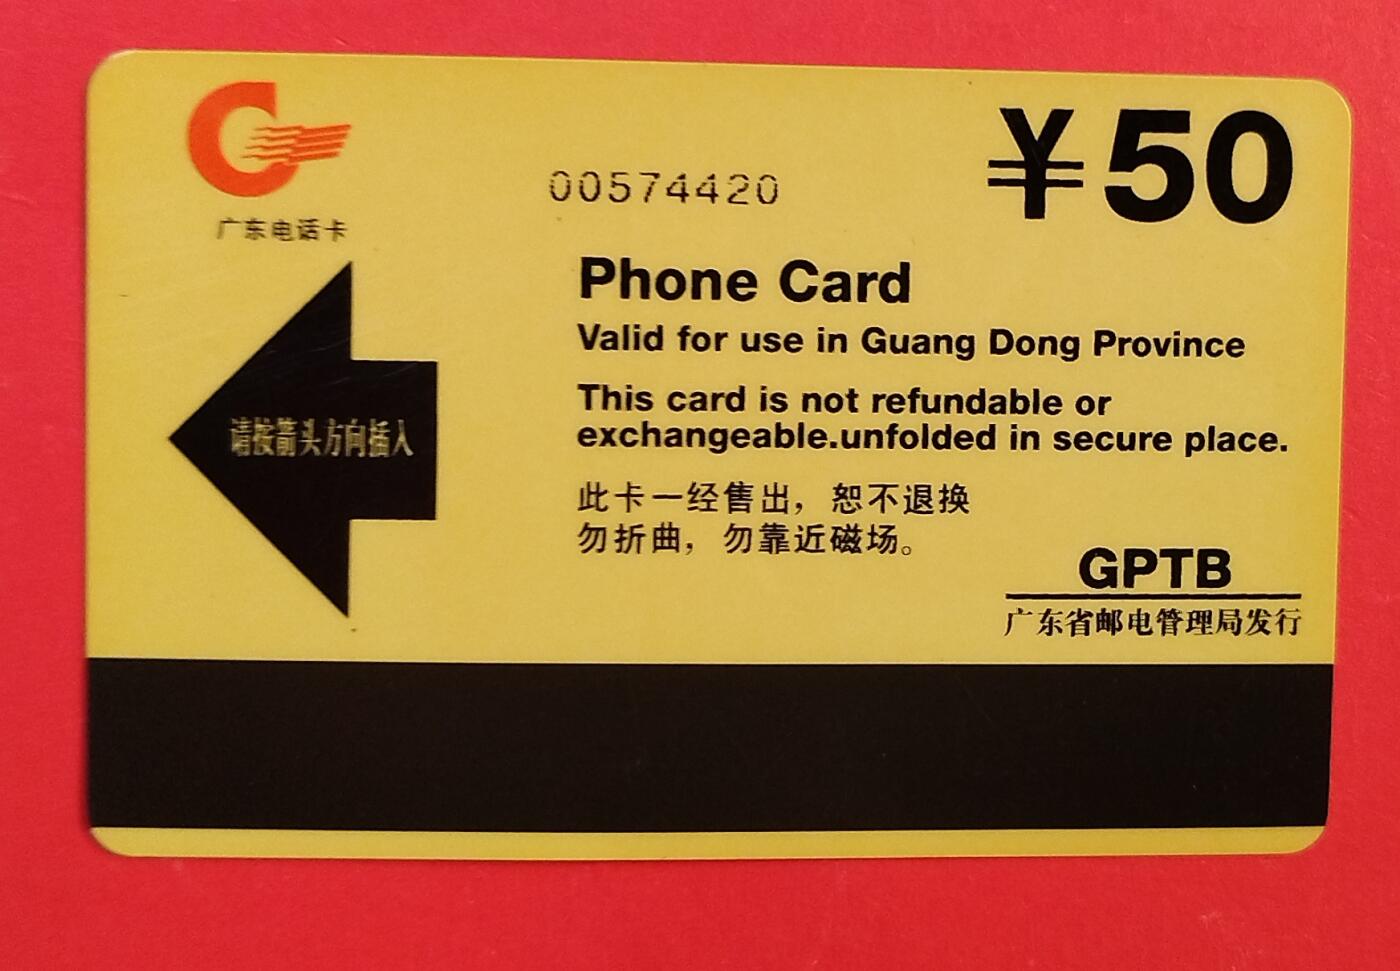 广东电话卡
00574420
¥50
Phone Card
Valid for use in Guang Dong Province
This card is not refundable or
exchangeable.unfolded in secure place.
请按箭头方向插入
此卡一经售出，恕不退换
勿折曲，勿靠近磁场。
GPTB
广东省邮电管理局发行